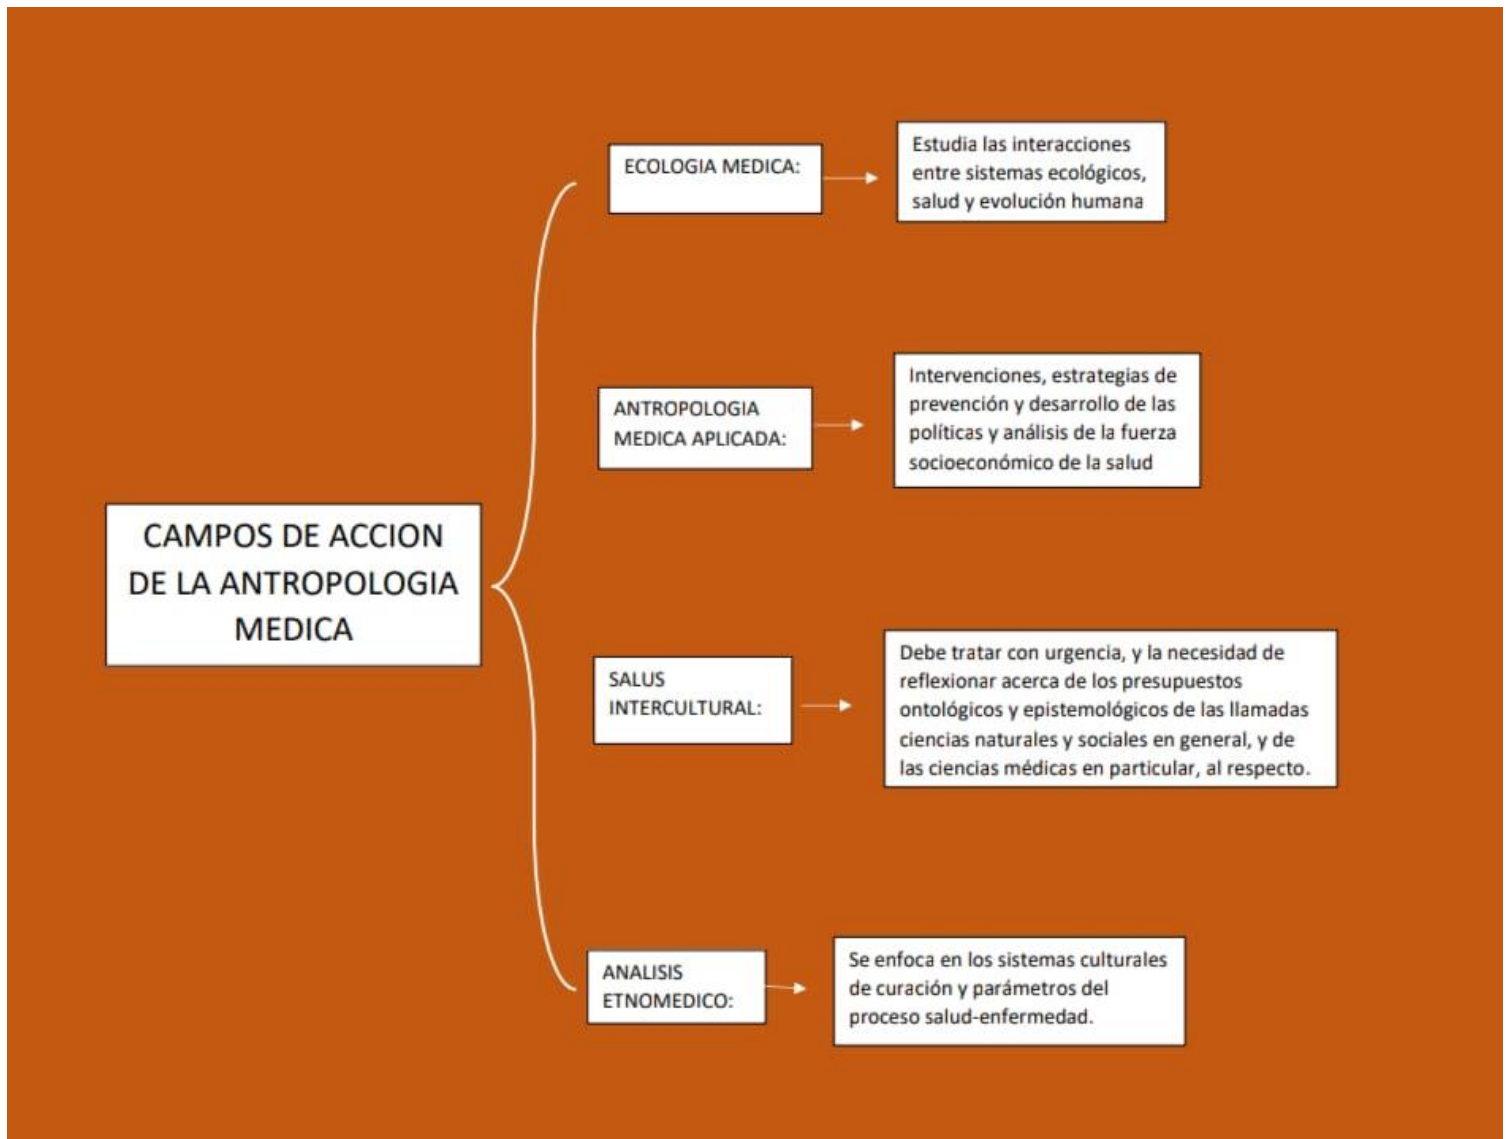 CAMPOS DE ACCION
DE LA ANTROPOLOGIA
MEDICA
ECOLOGIA MEDICA:
Estudia las interacciones
entre sistemas ecológicos,
salud y evolución humana
ANTROPOLOGIA
MEDICA APLICADA:
Intervenciones, estrategias de
prevención y desarrollo de las
políticas y análisis de la fuerza
socioeconómico de la salud
SALUS
INTERCULTURAL:
Debe tratar con urgencia, y la necesidad de
reflexionar acerca de los presupuestos
ontológicos y epistemológicos de las llamadas
ciencias naturales y sociales en general, y de
las ciencias médicas en particular, al respecto.
ANALISIS
ETNOMEDICO:
Se enfoca en los sistemas culturales
de curación y parámetros del
proceso salud-enfermedad.